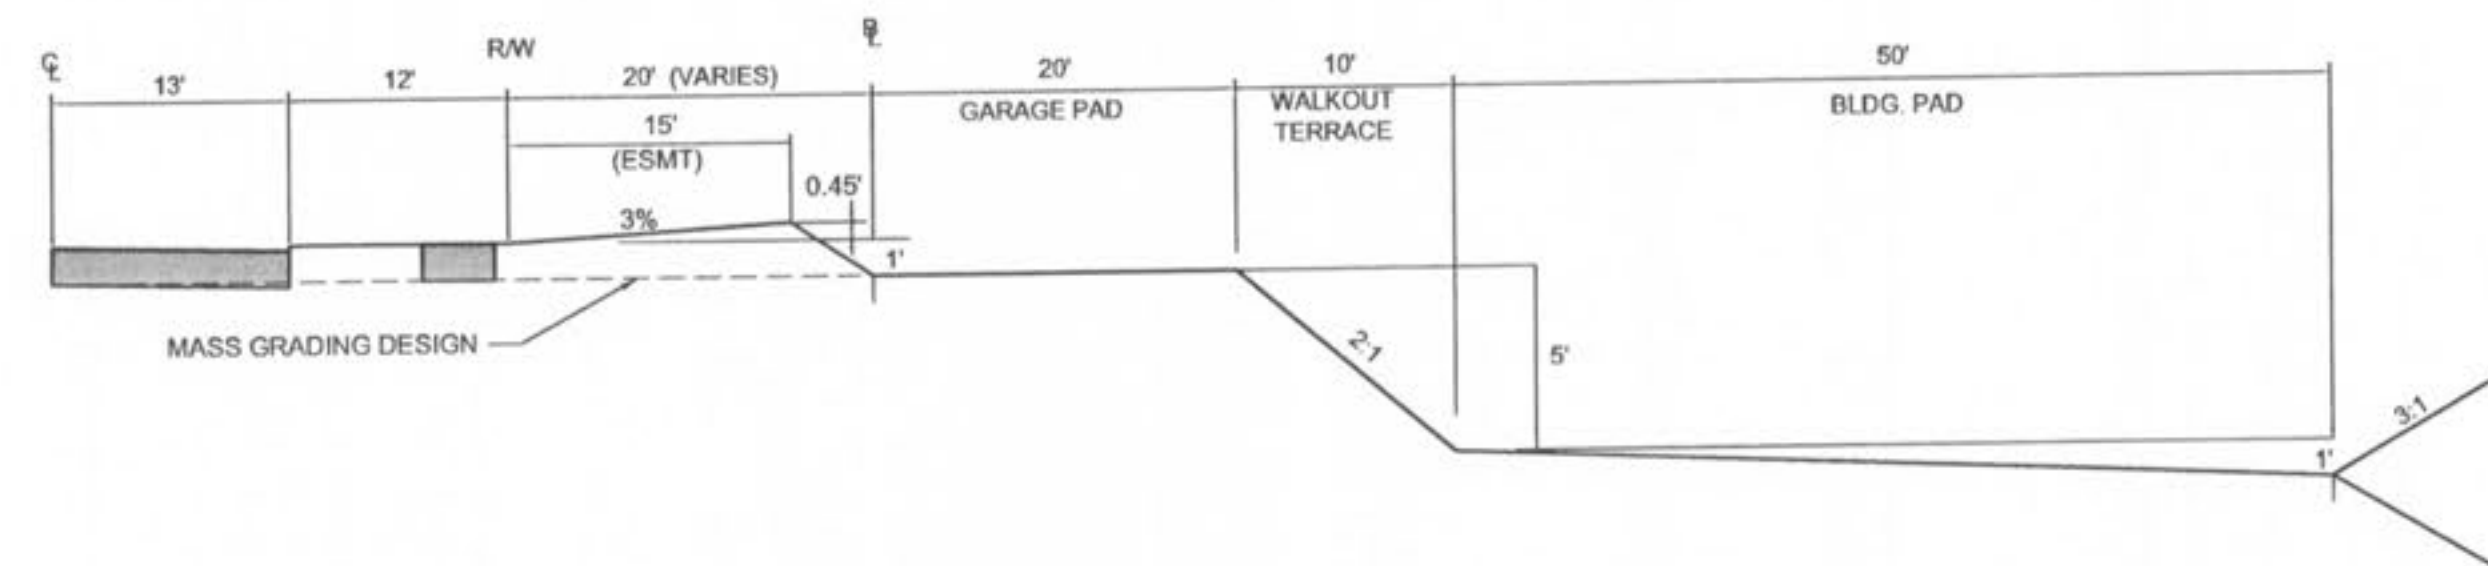 ℄
13'
12'
R/W
20' (VARIES)
15'
(ESMT)
0.45'
3%
20'
GARAGE PAD
10'
WALKOUT
TERRACE
50'
BLDG. PAD
1'
MASS GRADING DESIGN
2:1
5'
3:1
1'